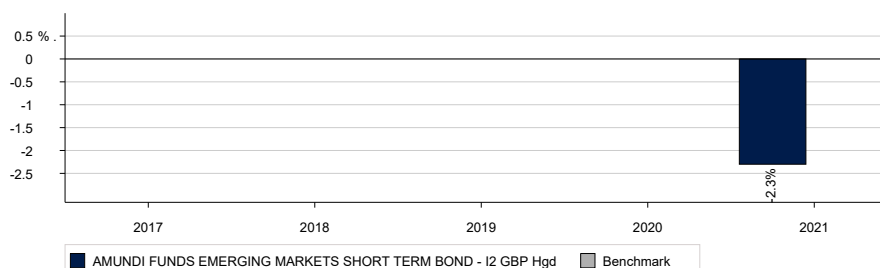 0.5 % .
0
-0.5
-1
-1.5
-2
-2.5
-2.3%
2017 2018 2019 2020 2021
AMUNDI FUNDS EMERGING MARKETS SHORT TERM BOND - I2 GBP Hgd Benchmark